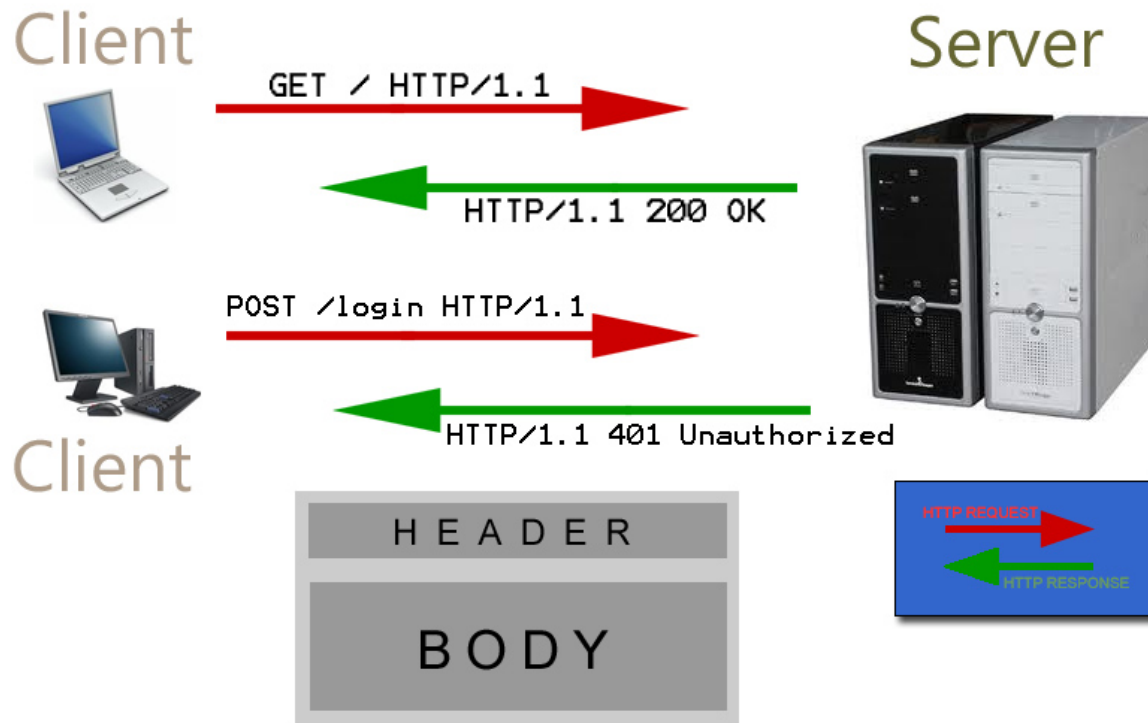 Client
Server
GET / HTTP/1.1
HTTP/1.1 200 OK
POST /login HTTP/1.1
HTTP/1.1 401 Unauthorized
Client
HEADER
BODY
HTTP REQUEST
HTTP RESPONSE